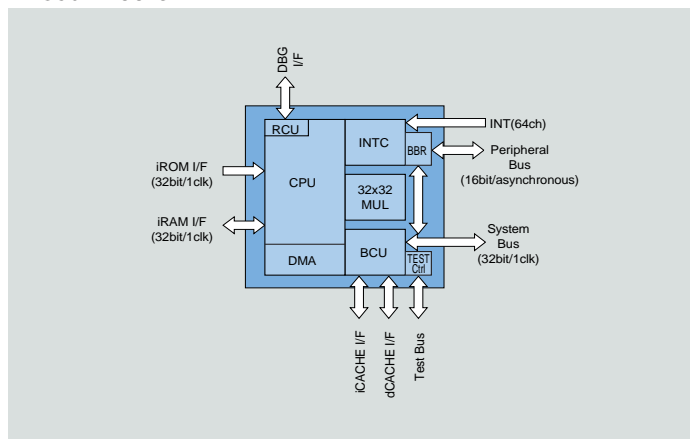 DBG
I/F
RCU
INTC
BBR
INT(64ch)
Peripheral
Bus
(16bit/asynchronous)
iROM I/F
(32bit/1clk)
CPU
32x32
MUL
iRAM I/F
(32bit/1clk)
System
Bus
(32bit/1clk)
BCU
DMA
TEST
Ctrl
iCACHE I/F
dCACHE I/F
Test Bus